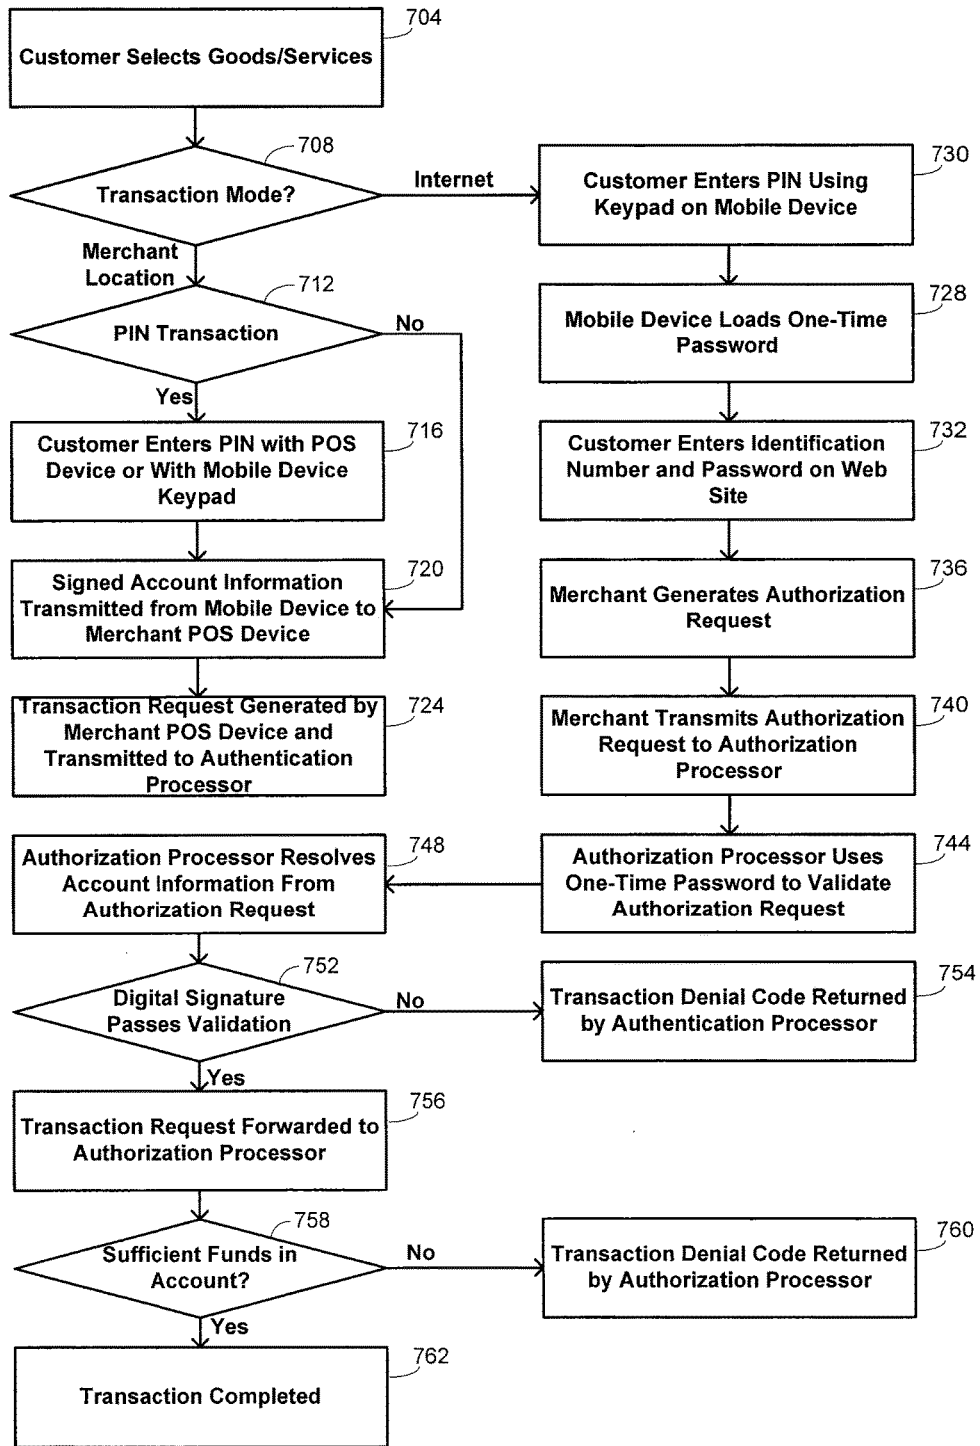 704
Customer Selects Goods/Services
708
Transaction Mode?
Internet
730
Customer Enters PIN Using
Keypad on Mobile Device
Merchant
Location
712
PIN Transaction
No
Yes
728
Mobile Device Loads One-Time
Password
716
Customer Enters PIN with POS
Device or With Mobile Device
Keypad
732
Customer Enters Identification
Number and Password on Web
Site
720
Signed Account Information
Transmitted from Mobile Device to
Merchant POS Device
736
Merchant Generates Authorization
Request
724
Transaction Request Generated by
Merchant POS Device and
Transmitted to Authentication
Processor
740
Merchant Transmits Authorization
Request to Authorization
Processor
748
Authorization Processor Resolves
Account Information From
Authorization Request
744
Authorization Processor Uses
One-Time Password to Validate
Authorization Request
752
Digital Signature
Passes Validation
No
Yes
754
Transaction Denial Code Returned
by Authentication Processor
756
Transaction Request Forwarded to
Authorization Processor
758
Sufficient Funds in
Account?
No
Yes
760
Transaction Denial Code Returned
by Authorization Processor
762
Transaction Completed